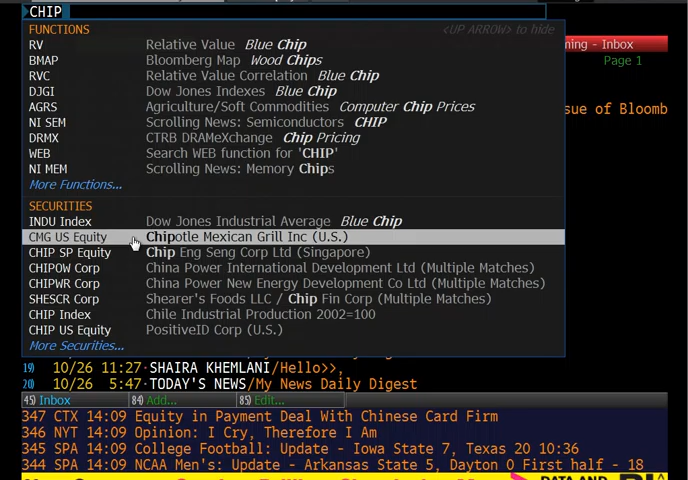 CHIP
FUNCTIONS <UP ARROW> to hide
RV Relative Value Blue Chip
BMAP Bloomberg Map Wood Chips
RVC Relative Value Correlation Blue Chip
DJGI Dow Jones Indexes Blue Chip
AGRS Agriculture/Soft Commodities Computer Chip Prices
NI SEM Scrolling News: Semiconductors CHIP
DRMX CTRB DRAMeXchange Chip Pricing
WEB Search WEB function for 'CHIP'
NI MEM Scrolling News: Memory Chips
More Functions...
SECURITIES
INDU Index Dow Jones Industrial Average Blue Chip
CMG US Equity Chipotle Mexican Grill Inc (U.S.)
CHIP SP Equity Chip Eng Seng Corp Ltd (Singapore)
CHIPOW Corp China Power International Development Ltd (Multiple Matches)
CHIPWR Corp China Power New Energy Development Co Ltd (Multiple Matches)
SHESCR Corp Shearer's Foods LLC / Chip Fin Corp (Multiple Matches)
CHIP Index Chile Industrial Production 2002=100
CHIP US Equity PositiveID Corp (U.S.)
More Securities...
ming - Inbox
Page 1
sue of Bloomb
19) 10/26 11:27 SHAIRA KHEMLANI/Hello>>,
20) 10/26 5:47 TODAY'S NEWS/My News Daily Digest
45) Inbox 84) Add... 85) Edit...
347 CTX 14:09 Equity in Payment Deal With Chinese Card Firm
346 NYT 14:09 Opinion: I Cry, Therefore I Am
345 SPA 14:09 College Football: Update - Iowa State 7, Texas 20 10:36
344 SPA 14:09 NCAA Men's: Update - Arkansas State 5, Dayton 0 First half - 18
DATA AND